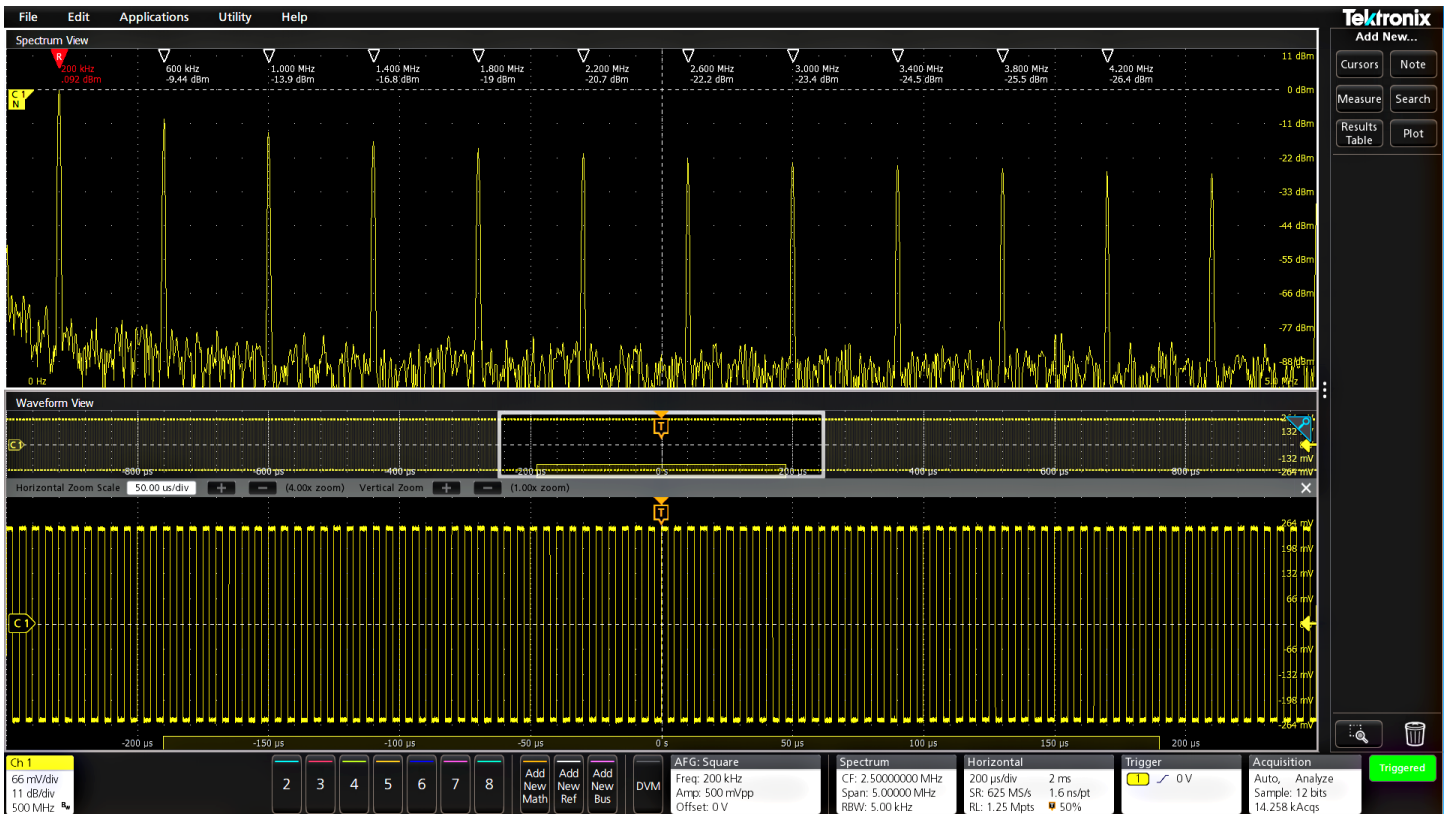 File Edit Applications Utility Help
Tektronix
Add New...
Cursors Note
Measure Search
Results Table Plot
Spectrum View
R
200 kHz 600 kHz 1.000 MHz 1.400 MHz 1.800 MHz 2.200 MHz 2.600 MHz 3.000 MHz 3.400 MHz 3.800 MHz 4.200 MHz
.092 dBm -9.44 dBm -13.9 dBm -16.8 dBm -19 dBm -20.7 dBm -22.2 dBm -23.4 dBm -24.5 dBm -25.5 dBm -26.4 dBm
11 dBm
C 1
N
0 dBm
-11 dBm
-22 dBm
-33 dBm
-44 dBm
-55 dBm
-66 dBm
-77 dBm
-88 dBm
0 Hz
5.0 MHz
Waveform View
T
132
C1
-132 mV
-264 mV
-800 µs -600 µs -400 µs -200 µs 0 s 200 µs 400 µs 600 µs 800 µs
Horizontal Zoom Scale 50.00 us/div + − (4.00x zoom) Vertical Zoom + − (1.00x zoom) ✕
T
264 mV
198 mV
132 mV
66 mV
C 1
-66 mV
-132 mV
-198 mV
-264 mV
-200 µs -150 µs -100 µs -50 µs 0 s 50 µs 100 µs 150 µs 200 µs
Ch 1
66 mV/div
11 dB/div
500 MHz Bw
2 3 4 5 6 7 8
Add New Math
Add New Ref
Add New Bus
DVM
AFG: Square
Freq: 200 kHz
Amp: 500 mVpp
Offset: 0 V
Spectrum
CF: 2.50000000 MHz
Span: 5.00000 MHz
RBW: 5.00 kHz
Horizontal
200 µs/div 2 ms
SR: 625 MS/s 1.6 ns/pt
RL: 1.25 Mpts 50%
Trigger
1 0 V
Acquisition
Auto, Analyze
Sample: 12 bits
14.258 kAcqs
Triggered